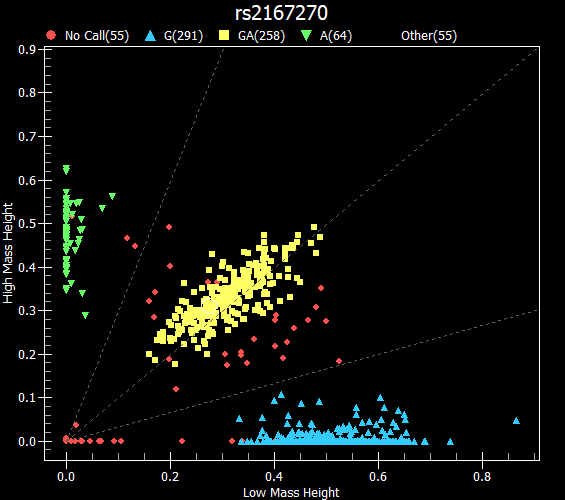 rs2167270
No Call(55) G(291) GA(258) A(64) Other(55)
0.9
0.8
0.7
0.6
0.5
0.4
0.3
0.2
0.1
0.0
High Mass Height
0.0 0.2 0.4 0.6 0.8
Low Mass Height